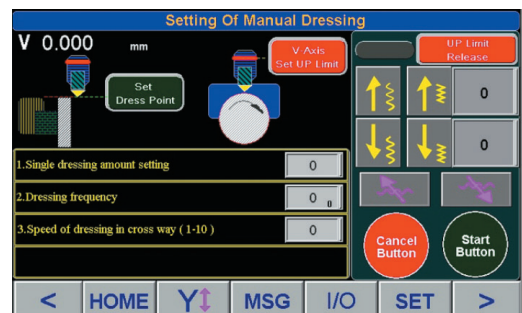 Setting Of Manual Dressing
V 0.000 mm
Set
Dress Point
V Axis
Set UP Limit
UP Limit
Release
0
0
1.Single dressing amount setting
0
2.Dressing frequency
0 0
3.Speed of dressing in cross way ( 1-10 )
0
Cancel
Button
Start
Button
< HOME Y MSG I/O SET >